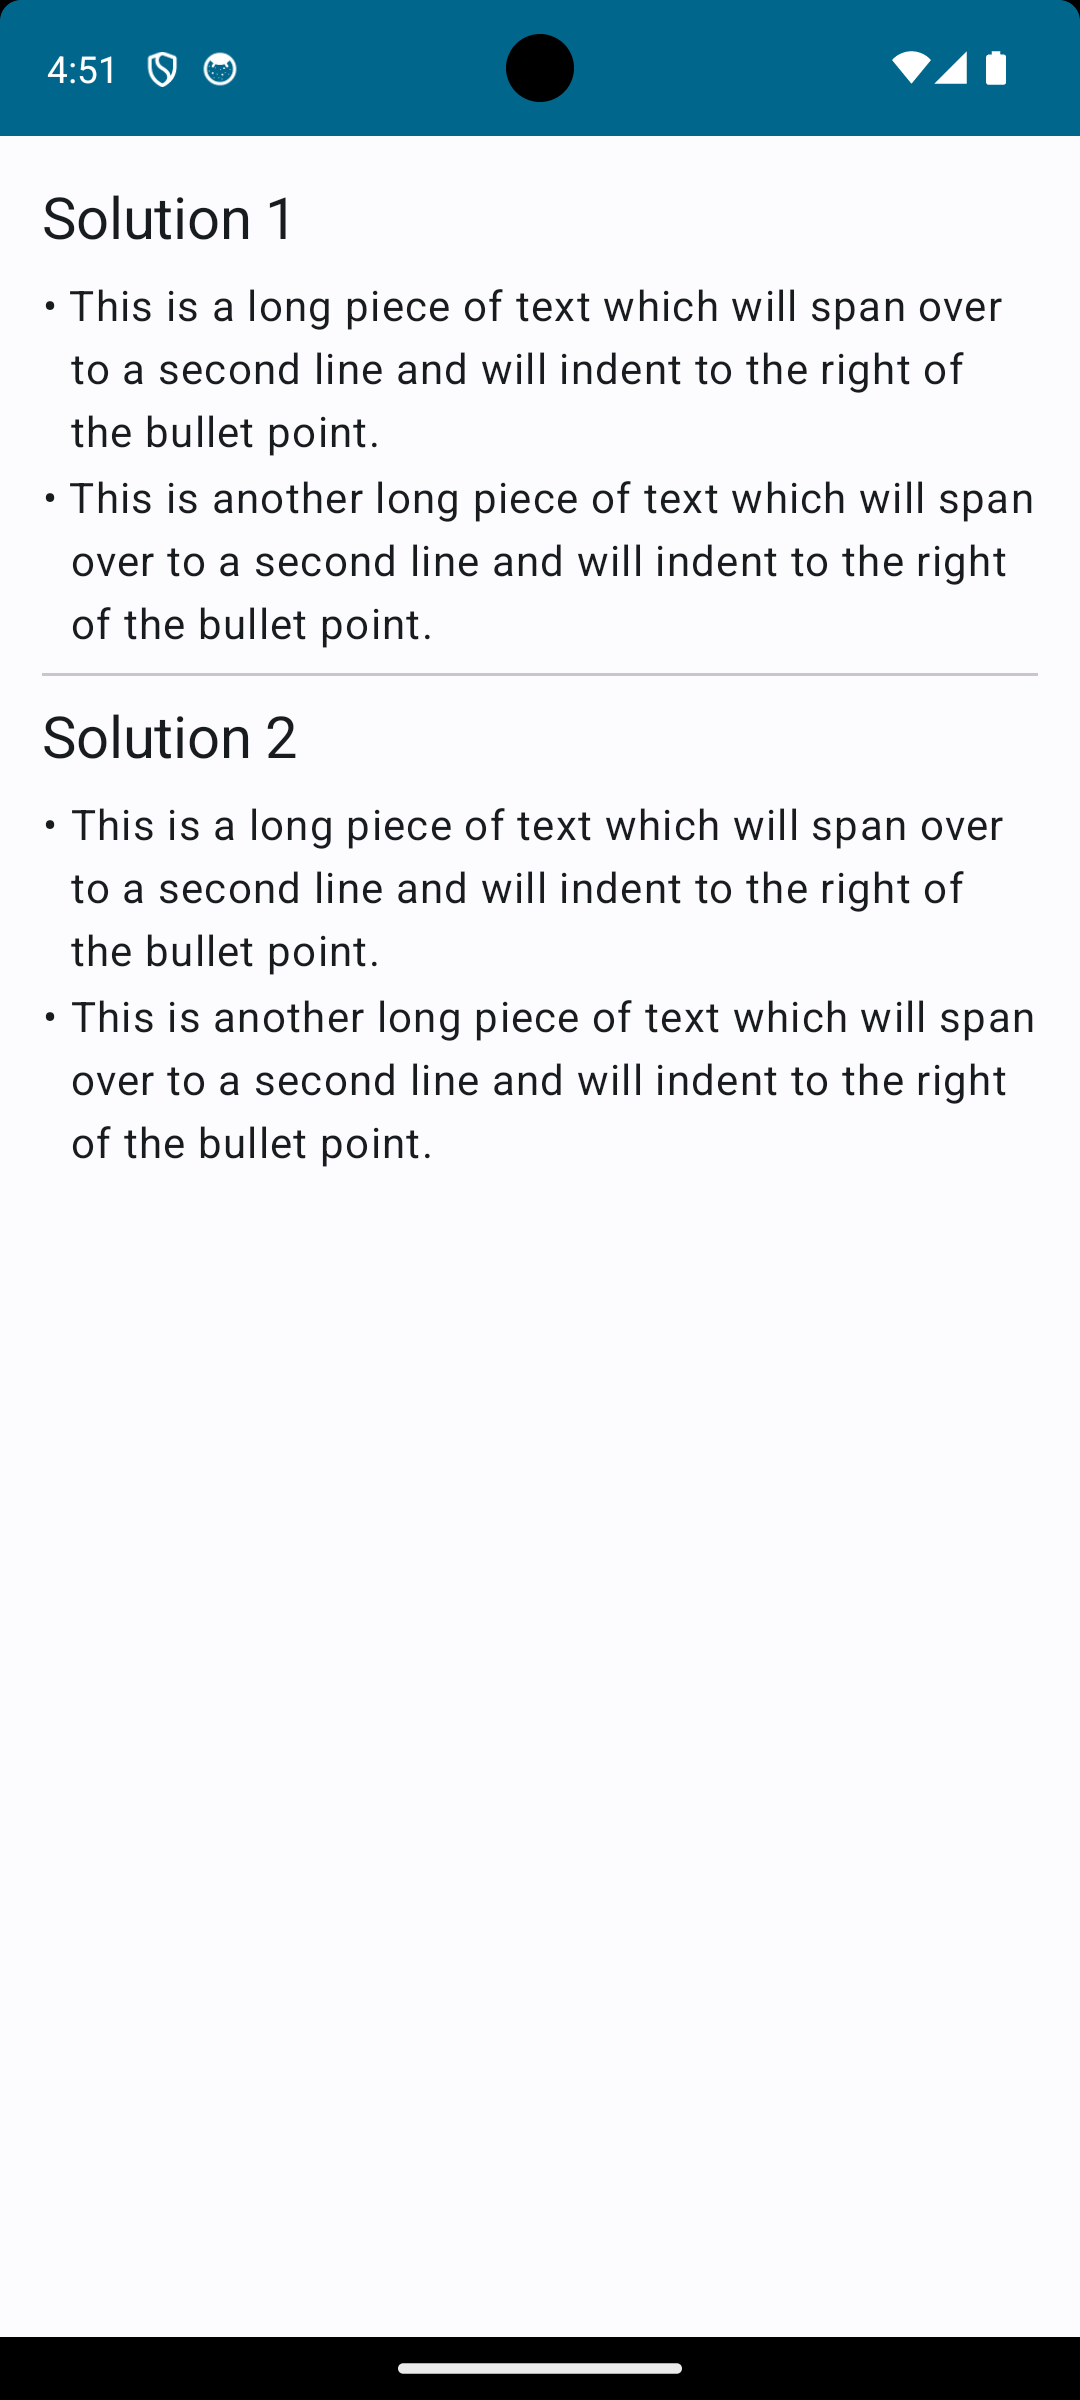 4:51
Solution 1
• This is a long piece of text which will span over
to a second line and will indent to the right of
the bullet point.
• This is another long piece of text which will span
over to a second line and will indent to the right
of the bullet point.
Solution 2
• This is a long piece of text which will span over
to a second line and will indent to the right of
the bullet point.
• This is another long piece of text which will span
over to a second line and will indent to the right
of the bullet point.